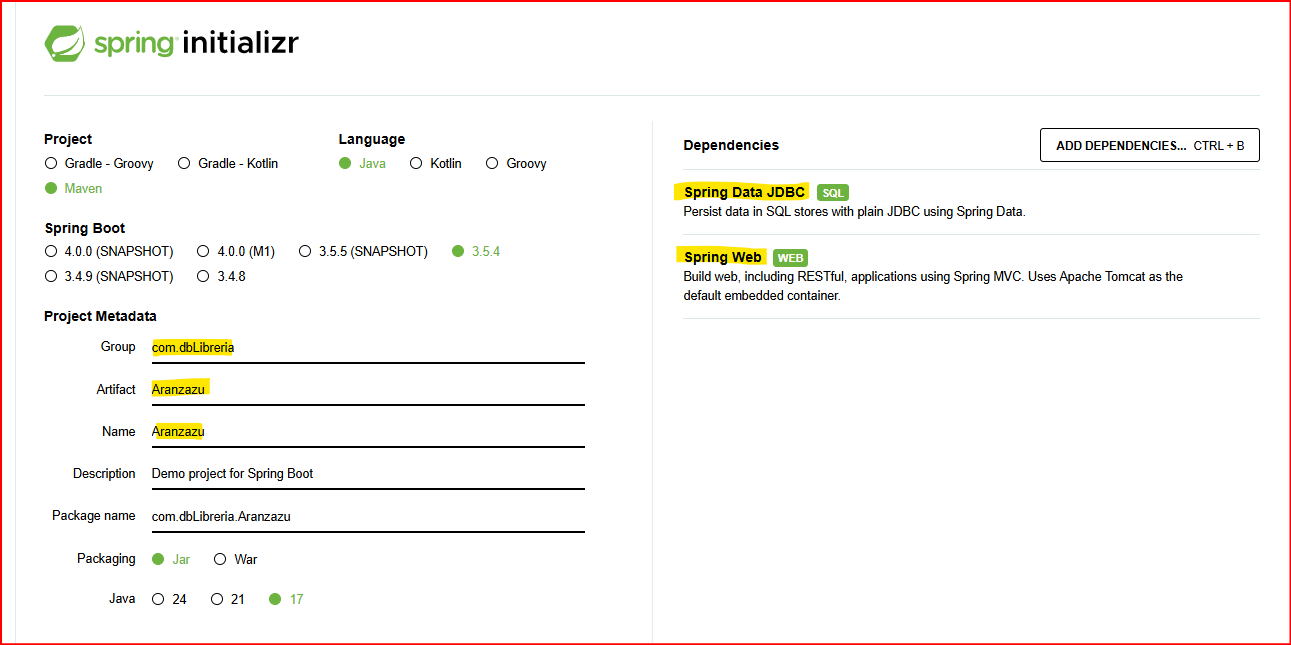 spring initializr
Project
Gradle - Groovy Gradle - Kotlin
Maven
Language
Java Kotlin Groovy
Spring Boot
4.0.0 (SNAPSHOT) 4.0.0 (M1) 3.5.5 (SNAPSHOT) 3.5.4
3.4.9 (SNAPSHOT) 3.4.8
Project Metadata
Group com.dbLibreria
Artifact Aranzazu
Name Aranzazu
Description Demo project for Spring Boot
Package name com.dbLibreria.Aranzazu
Packaging Jar War
Java 24 21 17
Dependencies
ADD DEPENDENCIES... CTRL + B
Spring Data JDBC SQL
Persist data in SQL stores with plain JDBC using Spring Data.
Spring Web WEB
Build web, including RESTful, applications using Spring MVC. Uses Apache Tomcat as the
default embedded container.